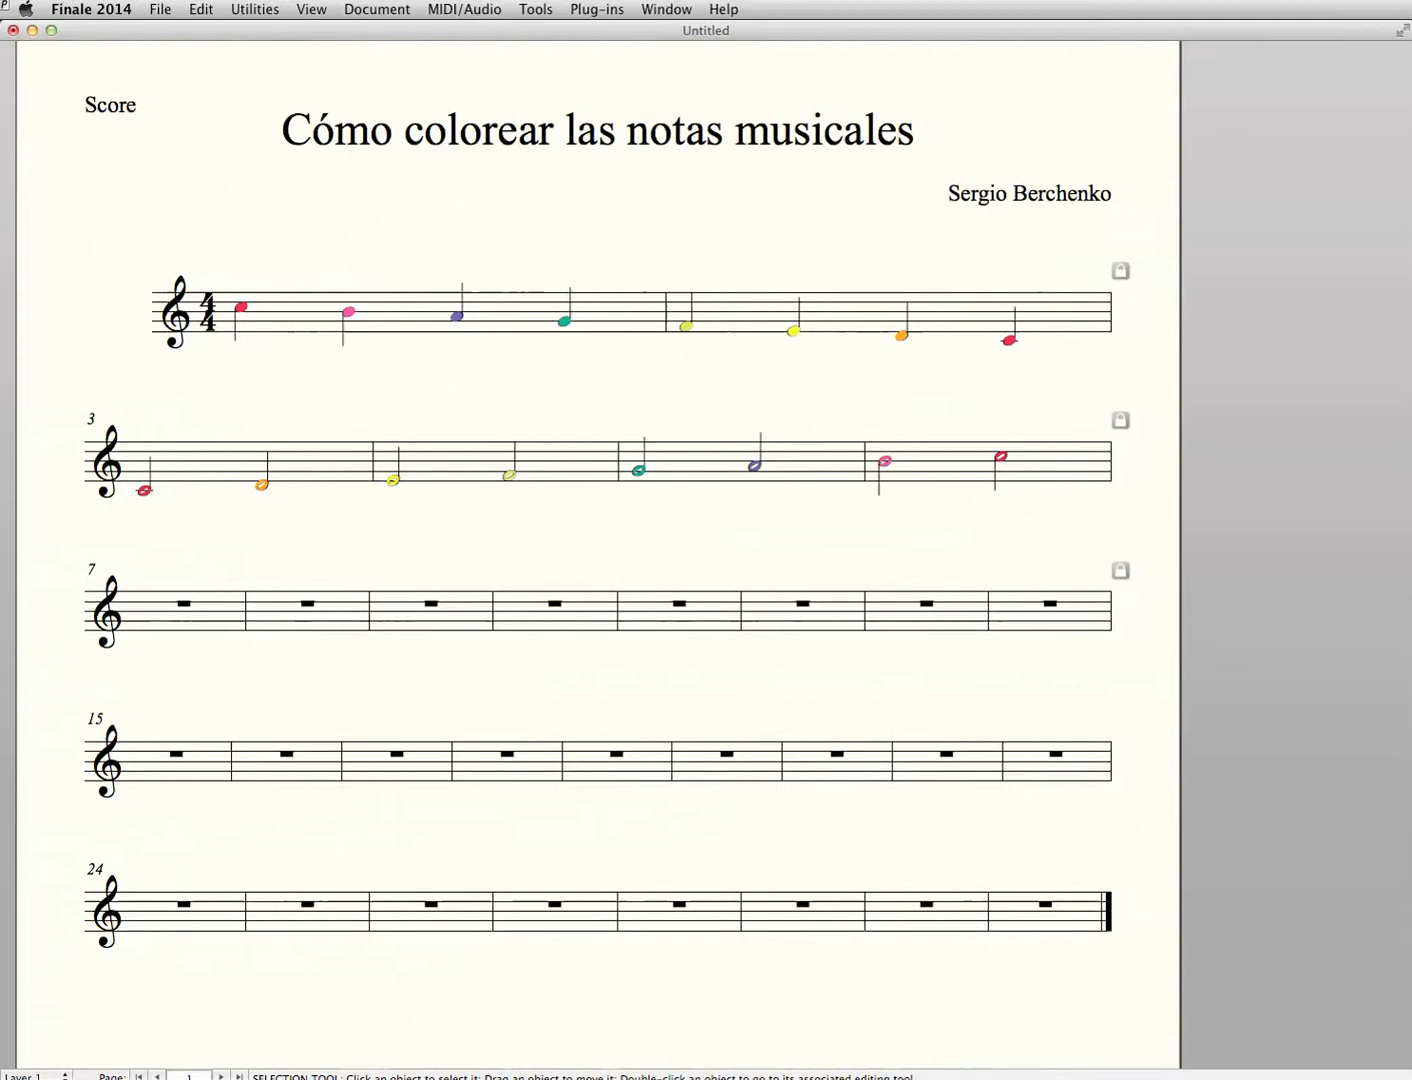 Finale 2014 File Edit Utilities View Document MIDI/Audio Tools Plug-ins Window Help
Untitled
Score
Cómo colorear las notas musicales
Sergio Berchenko
4
4
3
7
15
24
Layer 1 Page: 1 SELECTION TOOL: Click an object to select it; Drag an object to move it; Double-click an object to go to its associated editing tool.